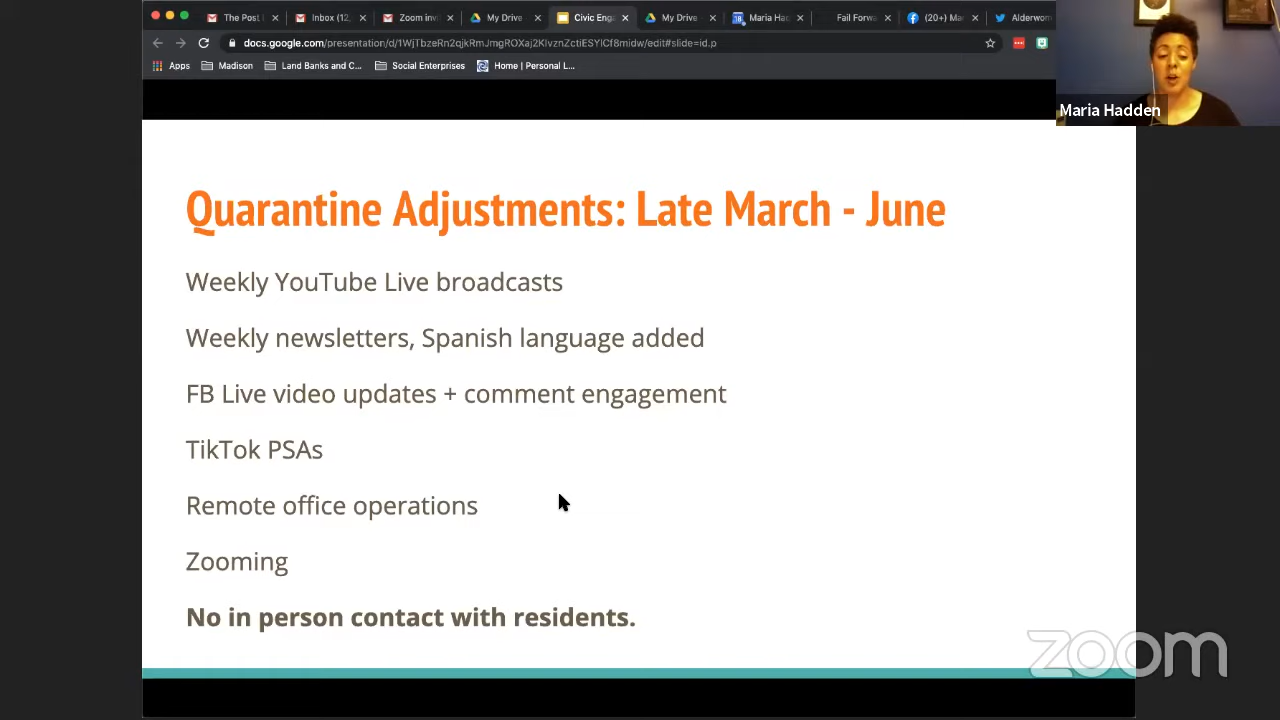 The Post
Inbox (12,
Zoom invi
My Drive
Civic Eng
My Drive
Maria Ha
Fail Forw
(20+) Ma
Alderwom
docs.google.com/presentation/d/1WjTbzeRn2qjkRmJmgROXaj2KlvznZctiESYlCf8midw/edit#slide=id.p
Apps
Madison
Land Banks and C...
Social Enterprises
Home | Personal L...
Maria Hadden
Quarantine Adjustments: Late March - June
Weekly YouTube Live broadcasts
Weekly newsletters, Spanish language added
FB Live video updates + comment engagement
TikTok PSAs
Remote office operations
Zooming
No in person contact with residents.
zoom